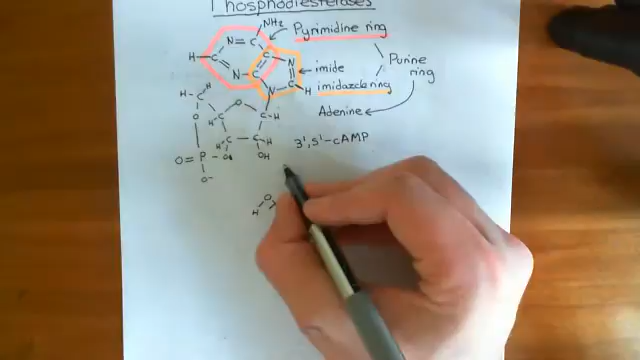 Phosphodiesterases
NH₂
Pyrimidine ring
N=C
H-C
C
N
N-C
imide
Purine ring
imidazole ring
N
C
H
H-C
H
O
C-H
Adenine
O
H
H
C
C-H
3',5'-cAMP
O=P-O
OH
O⁻
O
H